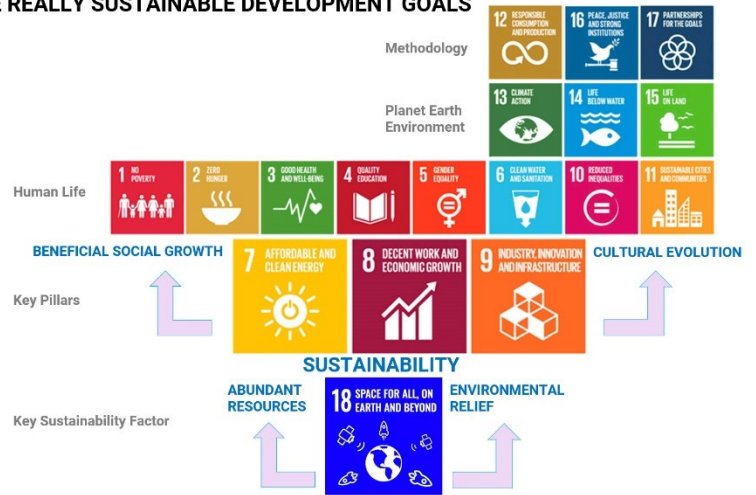 E REALLY SUSTAINABLE DEVELOPMENT GOALS
Methodology
12 RESPONSIBLE
CONSUMPTION
AND PRODUCTION
16 PEACE, JUSTICE
AND STRONG
INSTITUTIONS
17 PARTNERSHIPS
FOR THE GOALS
Planet Earth
Environment
13 CLIMATE
ACTION
14 LIFE
BELOW WATER
15 LIFE
ON LAND
Human Life
1 NO
POVERTY
2 ZERO
HUNGER
3 GOOD HEALTH
AND WELL-BEING
4 QUALITY
EDUCATION
5 GENDER
EQUALITY
6 CLEAN WATER
AND SANITATION
10 REDUCED
INEQUALITIES
11 SUSTAINABLE CITIES
AND COMMUNITIES
BENEFICIAL SOCIAL GROWTH
7 AFFORDABLE AND
CLEAN ENERGY
8 DECENT WORK AND
ECONOMIC GROWTH
9 INDUSTRY, INNOVATION
AND INFRASTRUCTURE
CULTURAL EVOLUTION
Key Pillars
SUSTAINABILITY
ABUNDANT
RESOURCES
18 SPACE FOR ALL, ON
EARTH AND BEYOND
ENVIRONMENTAL
RELIEF
Key Sustainability Factor